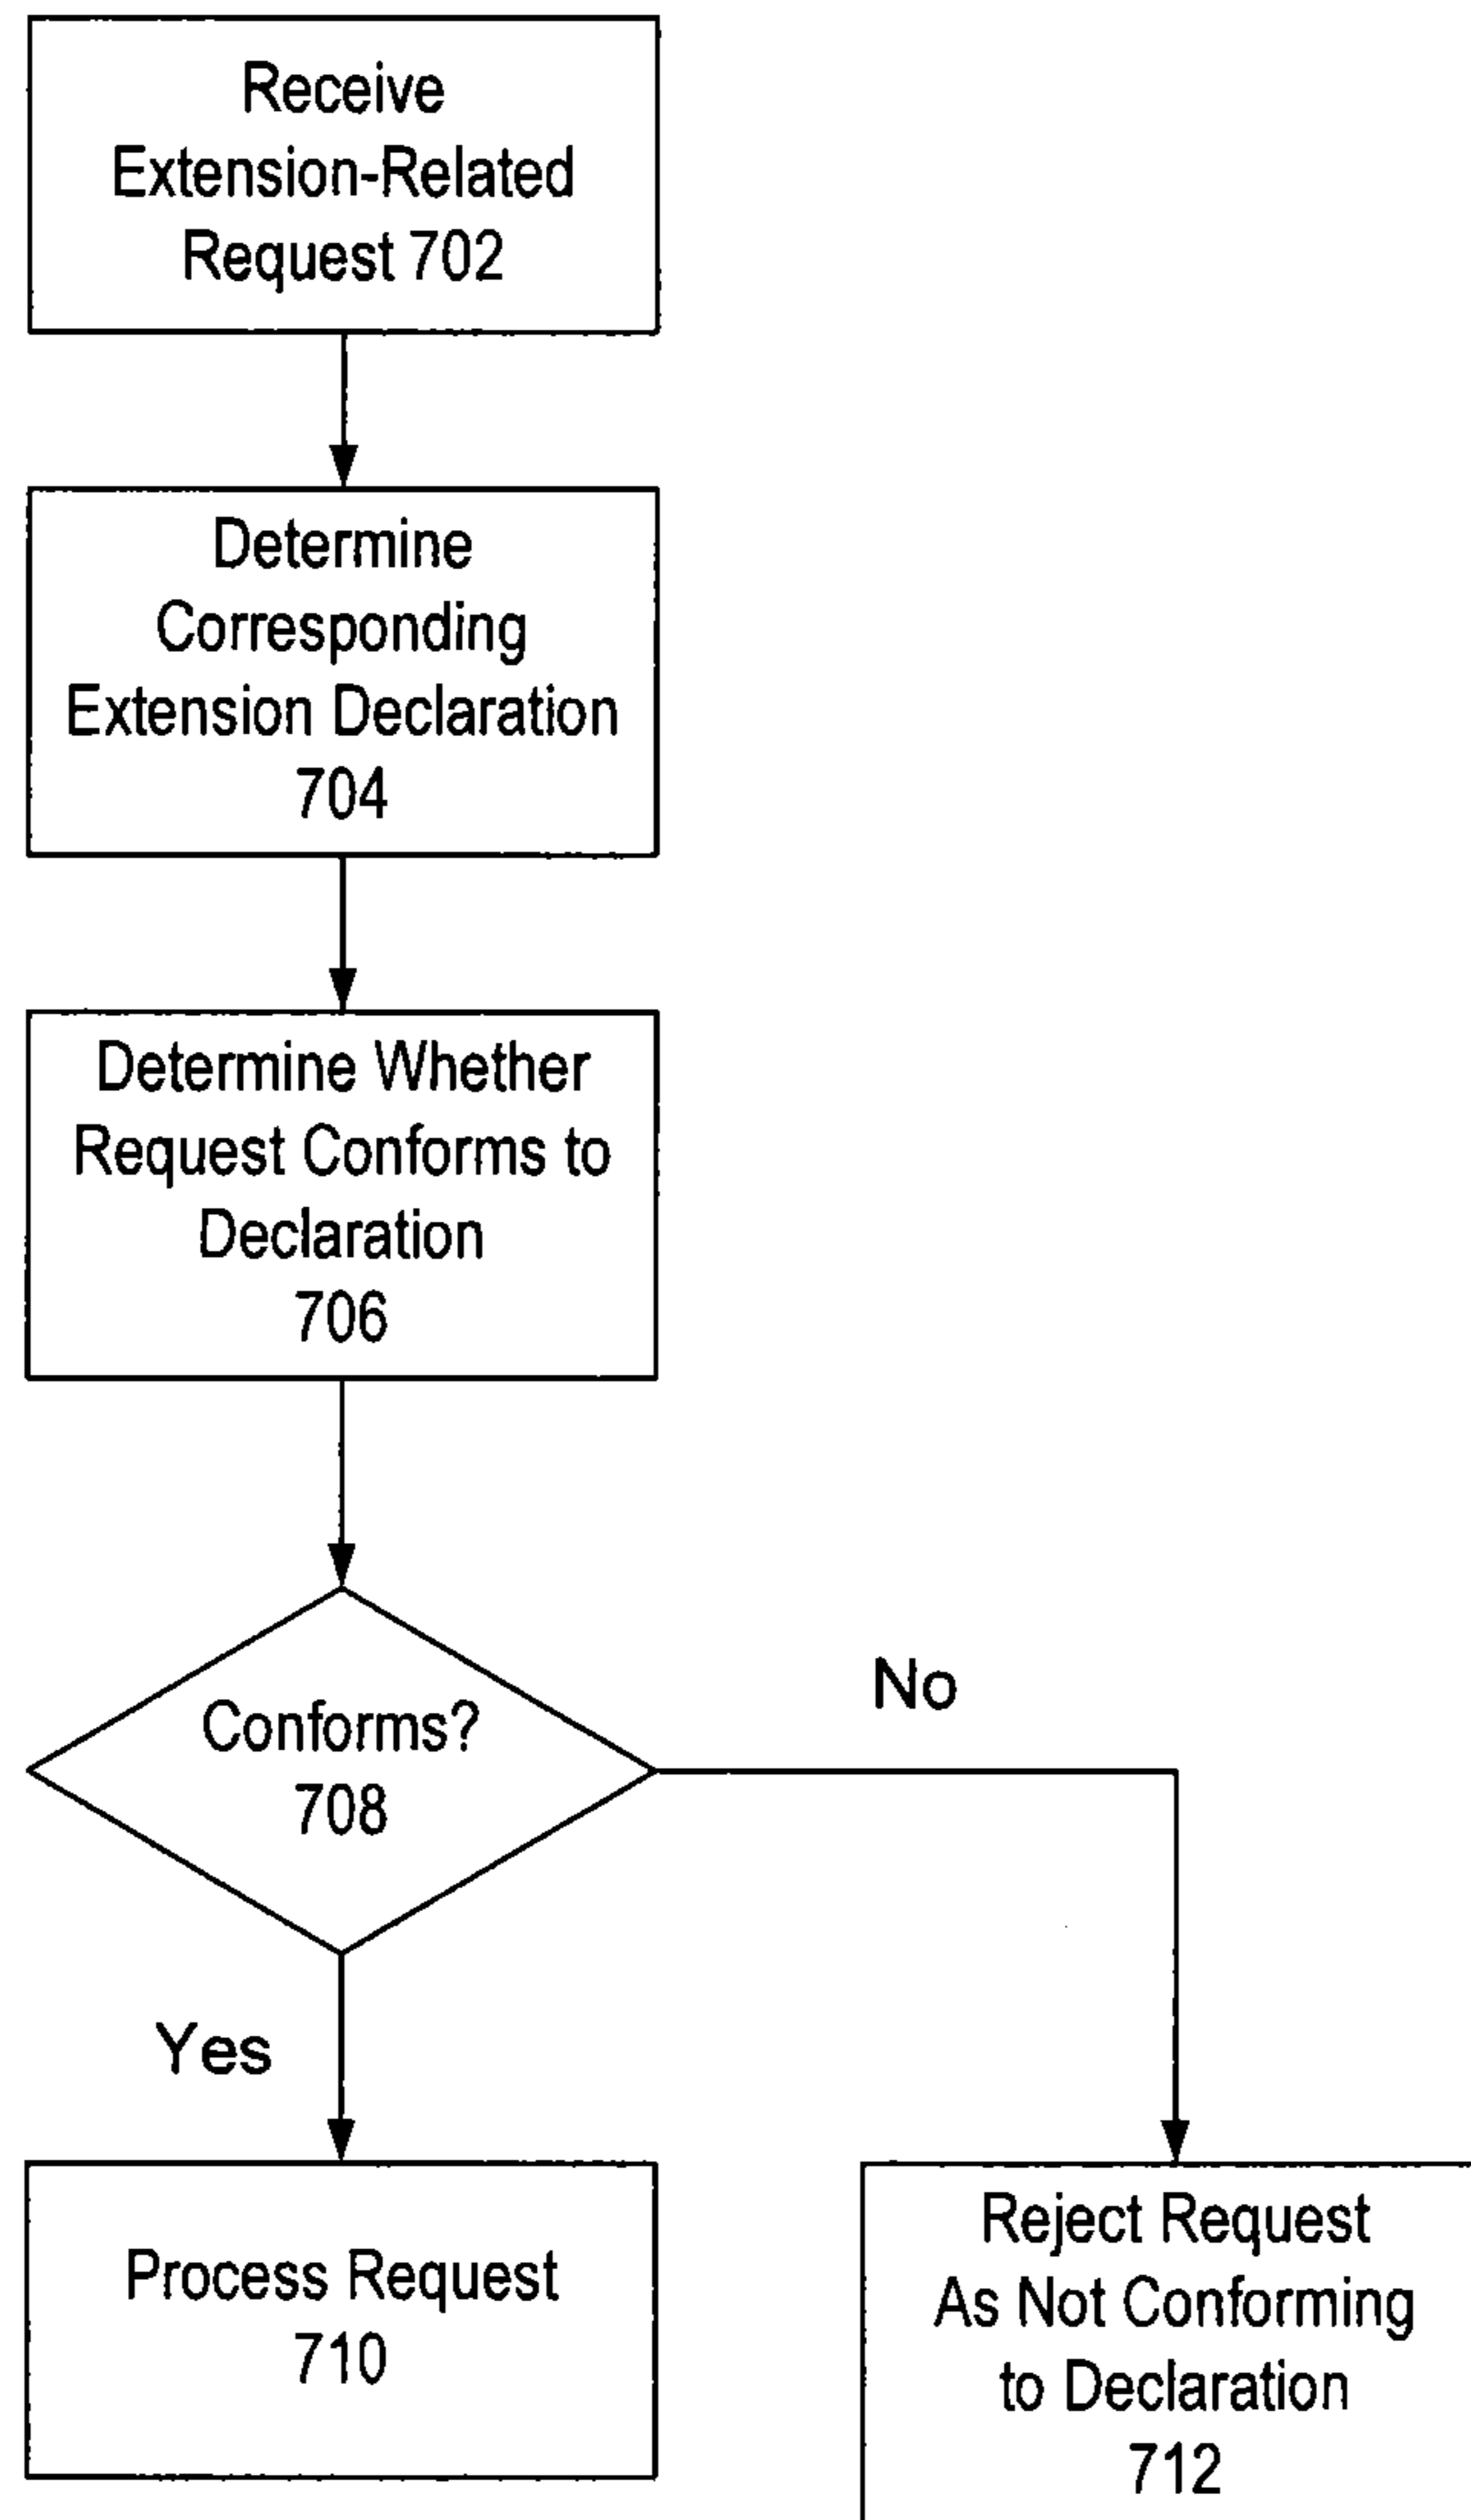 Receive
Extension-Related
Request 702
Determine
Corresponding
Extension Declaration
704
Determine Whether
Request Conforms to
Declaration
706
Conforms?
708
No
Yes
Process Request
710
Reject Request
As Not Conforming
to Declaration
712